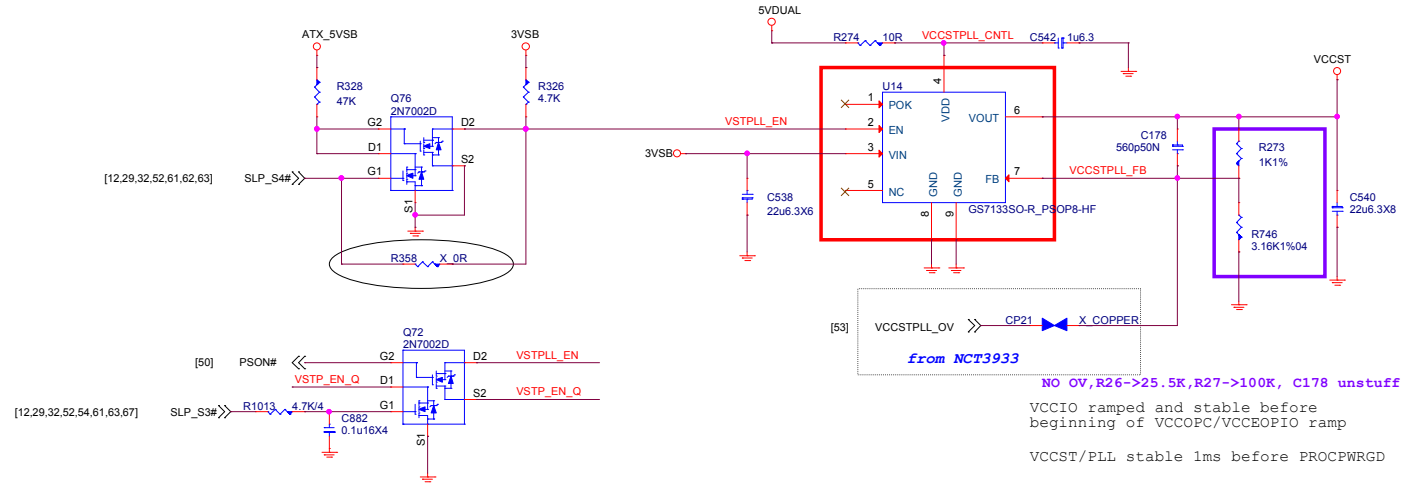 5VDUAL
ATX_5VSB
3VSB
R274
10R
VCCSTPLL_CNTL
C542
1u6.3
VCCST
R328
47K
Q76
2N7002D
R326
4.7K
U14
4
VDD
G2
D2
VSTPLL_EN
1
POK
2
EN
VOUT
6
D1
S2
3VSB
3
VIN
C178
560p50N
R273
1K1%
[12,29,32,52,61,62,63]
SLP_S4#
G1
VCCSTPLL_FB
FB
7
5
NC
GND
GND
C538
22u6.3X6
S1
8
9
GS7133SO-R_PSOP8-HF
C540
22u6.3X8
R746
3.16K1%04
R358
X_0R
[53]
VCCSTPLL_OV
CP21
X_COPPER
from NCT3933
Q72
2N7002D
[50]
PSON#
G2
D2
VSTPLL_EN
VSTP_EN_Q
D1
S2
VSTP_EN_Q
[12,29,32,52,54,61,63,67]
SLP_S3#
R1013
4.7K/4
G1
C882
0.1u16X4
S1
NO OV,R26->25.5K,R27->100K, C178 unstuff
VCCIO ramped and stable before
beginning of VCCOPC/VCCEOPIO ramp
VCCST/PLL stable 1ms before PROCPWRGD